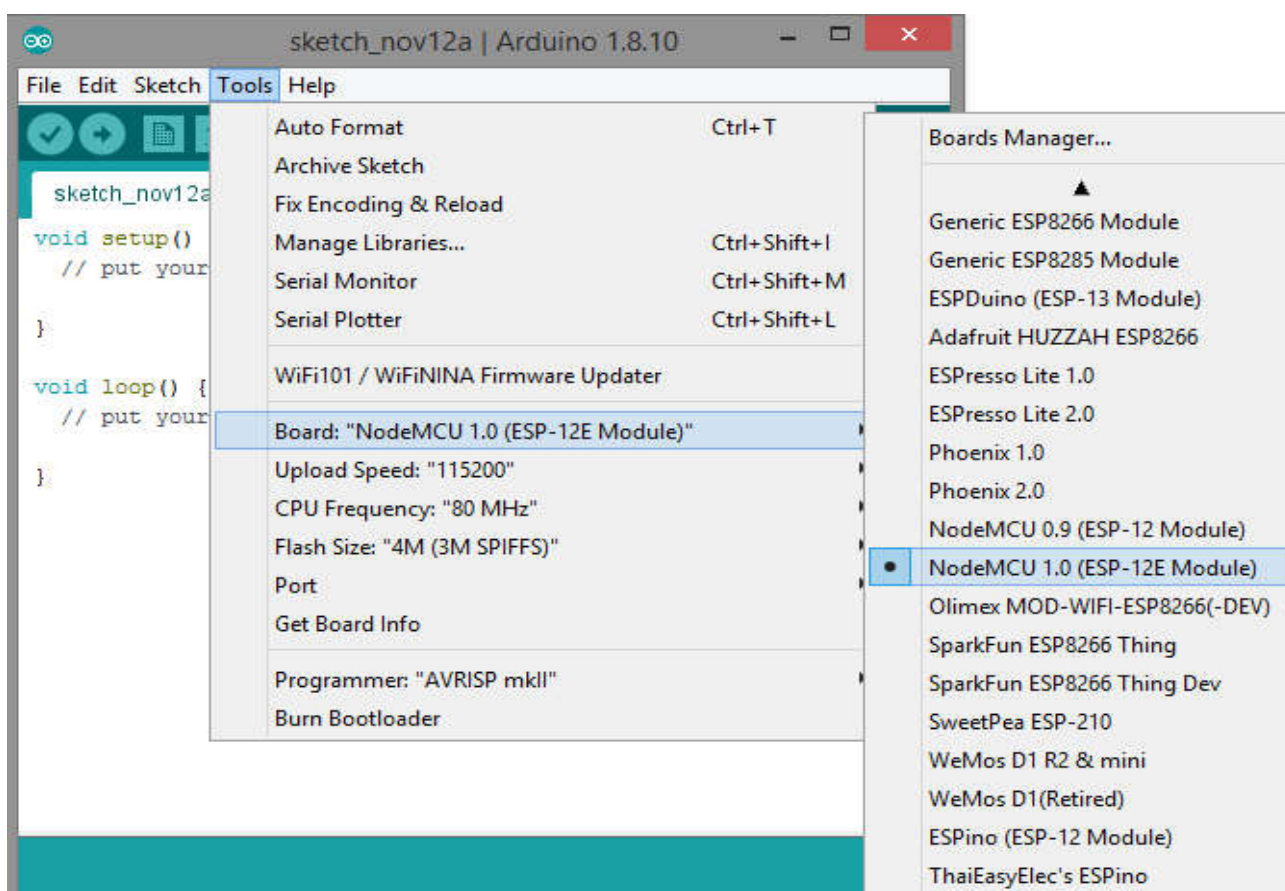 sketch_nov12a | Arduino 1.8.10
File Edit Sketch Tools Help
sketch_nov12a
void setup()
// put your
}
void loop() {
// put your
}
Auto Format Ctrl+T
Archive Sketch
Fix Encoding & Reload
Manage Libraries... Ctrl+Shift+I
Serial Monitor Ctrl+Shift+M
Serial Plotter Ctrl+Shift+L
WiFi101 / WiFiNINA Firmware Updater
Board: "NodeMCU 1.0 (ESP-12E Module)"
Upload Speed: "115200"
CPU Frequency: "80 MHz"
Flash Size: "4M (3M SPIFFS)"
Port
Get Board Info
Programmer: "AVRISP mkII"
Burn Bootloader
Boards Manager...
Generic ESP8266 Module
Generic ESP8285 Module
ESPDuino (ESP-13 Module)
Adafruit HUZZAH ESP8266
ESPresso Lite 1.0
ESPresso Lite 2.0
Phoenix 1.0
Phoenix 2.0
NodeMCU 0.9 (ESP-12 Module)
NodeMCU 1.0 (ESP-12E Module)
Olimex MOD-WIFI-ESP8266(-DEV)
SparkFun ESP8266 Thing
SparkFun ESP8266 Thing Dev
SweetPea ESP-210
WeMos D1 R2 & mini
WeMos D1(Retired)
ESPino (ESP-12 Module)
ThaiEasyElec's ESPino